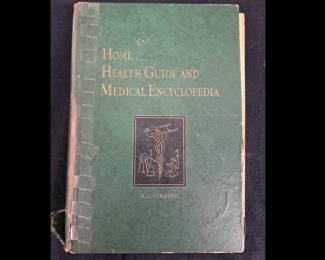 Home
Health Guide and
Medical Encyclopedia
ILLUSTRATED